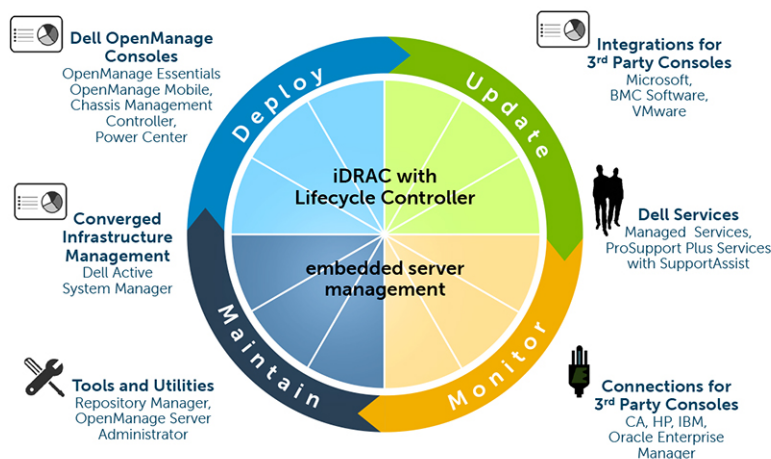 Dell OpenManage
Consoles
OpenManage Essentials
OpenManage Mobile,
Chassis Management
Controller,
Power Center
Converged
Infrastructure
Management
Dell Active
System Manager
Tools and Utilities
Repository Manager,
OpenManage Server
Administrator
Deploy
Update
iDRAC with
Lifecycle Controller
embedded server
management
Maintain
Monitor
Integrations for
3rd Party Consoles
Microsoft,
BMC Software,
VMware
Dell Services
Managed Services,
ProSupport Plus Services
with SupportAssist
Connections for
3rd Party Consoles
CA, HP, IBM,
Oracle Enterprise
Manager